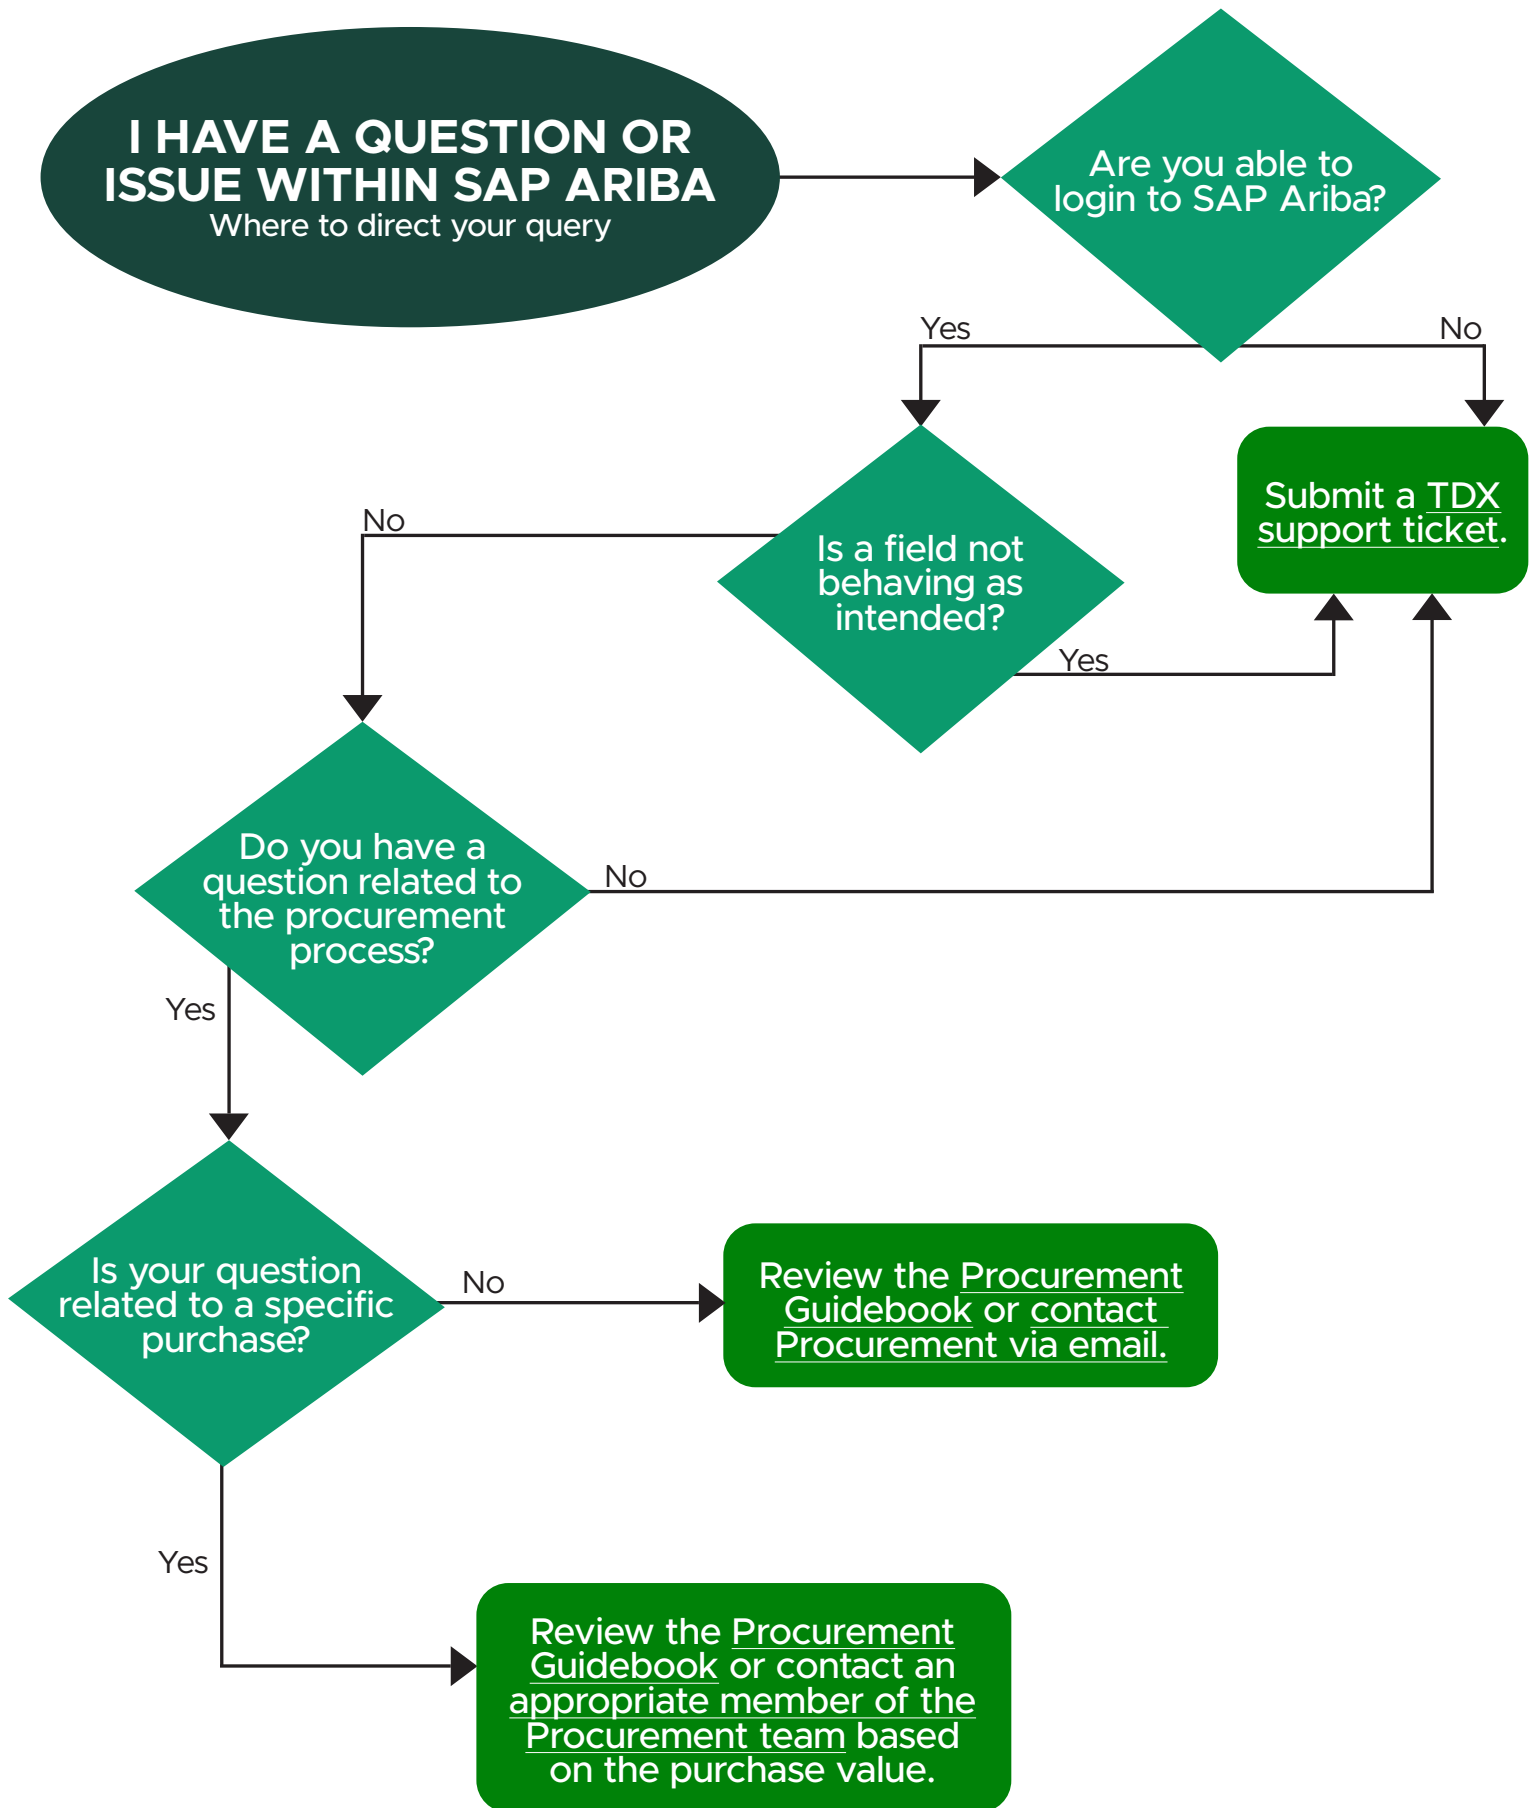 I HAVE A QUESTION OR
ISSUE WITHIN SAP ARIBA
Where to direct your query
Are you able to
login to SAP Ariba?
Yes
No
Submit a TDX
support ticket.
No
Is a field not
behaving as
intended?
Yes
Do you have a
question related to
the procurement
process?
No
Yes
Is your question
related to a specific
purchase?
No
Review the Procurement
Guidebook or contact
Procurement via email.
Yes
Review the Procurement
Guidebook or contact an
appropriate member of the
Procurement team based
on the purchase value.